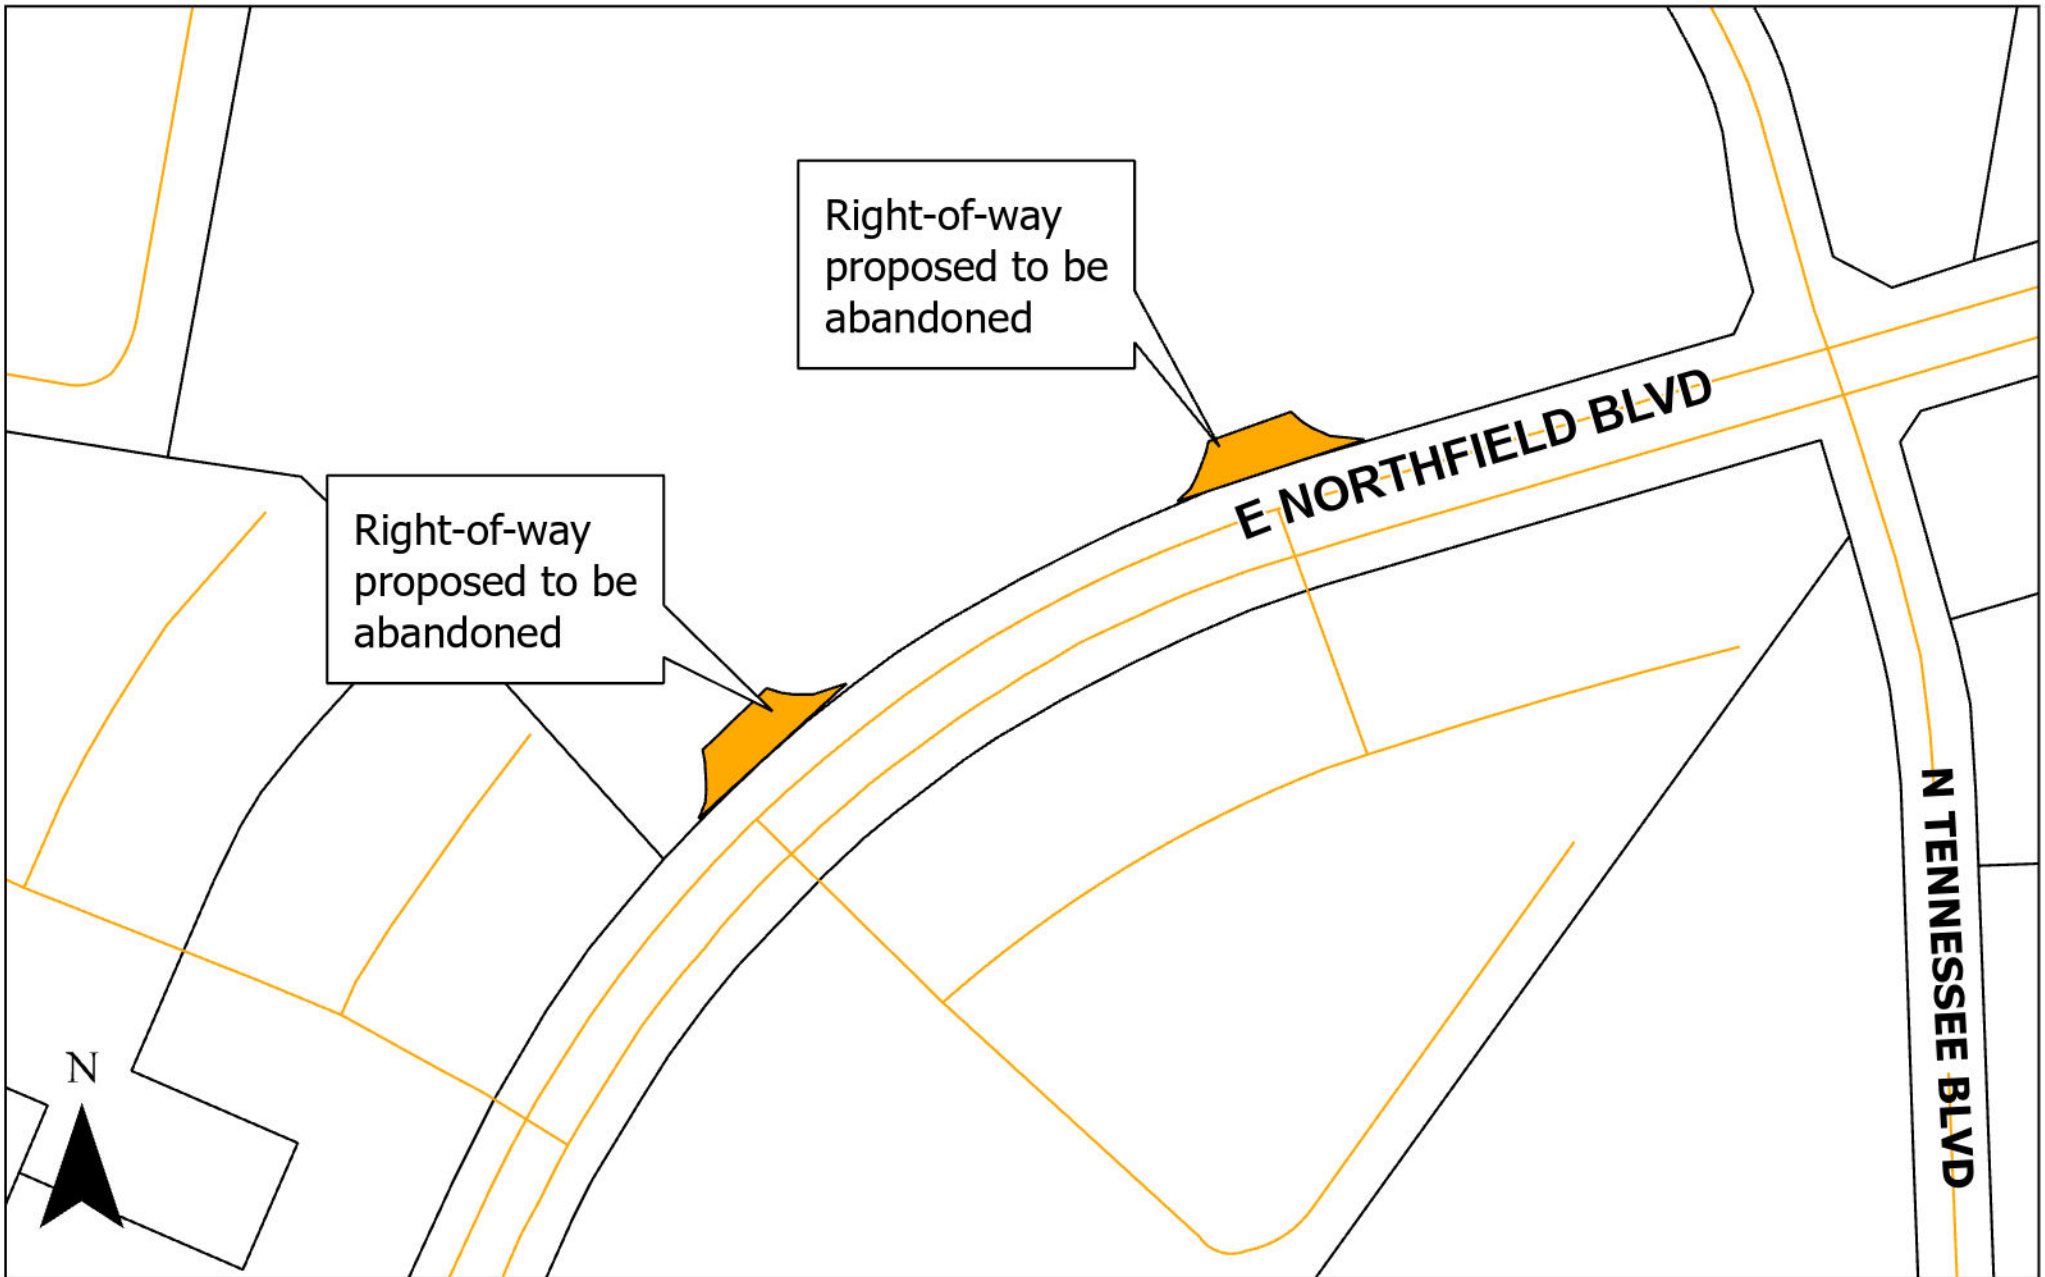 Right-of-way
proposed to be
abandoned
E NORTHFIELD BLVD
Right-of-way
proposed to be
abandoned
N TENNESSEE BLVD
N